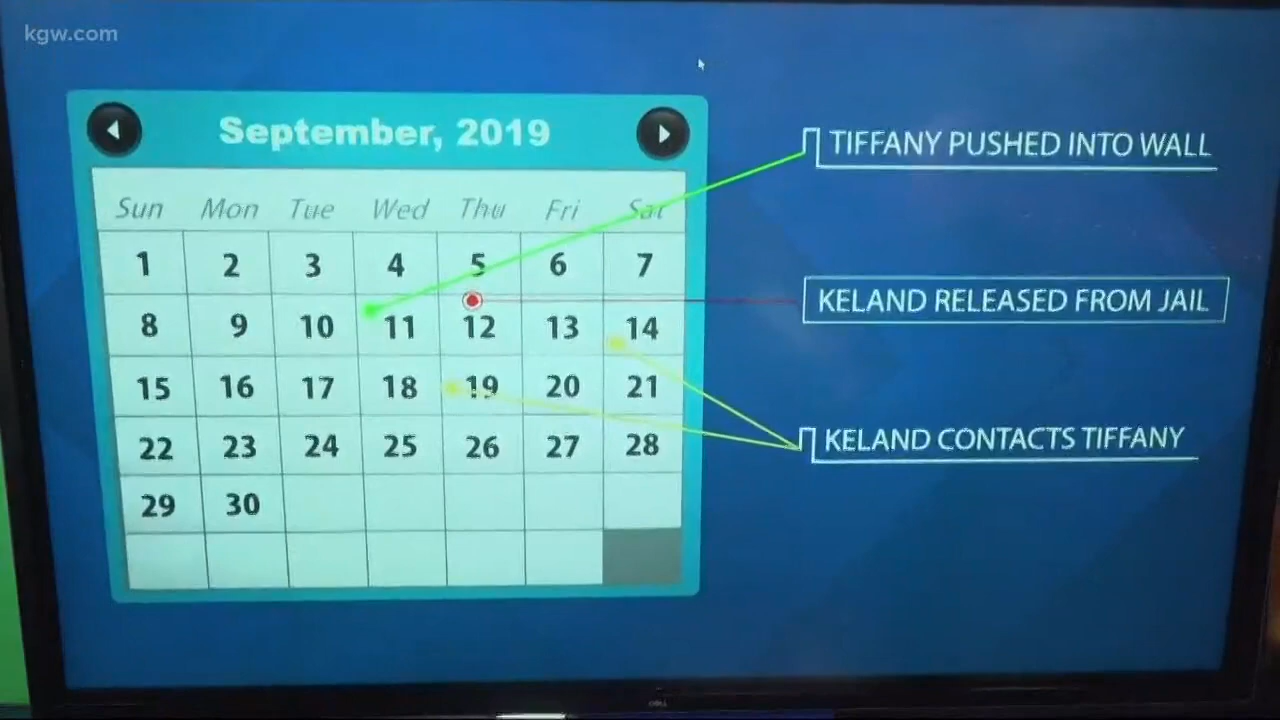 kgw.com
September, 2019
Sun Mon Tue Wed Thu Fri Sat
1 2 3 4 5 6 7
8 9 10 11 12 13 14
15 16 17 18 19 20 21
22 23 24 25 26 27 28
29 30
TIFFANY PUSHED INTO WALL
KELAND RELEASED FROM JAIL
KELAND CONTACTS TIFFANY
DELL